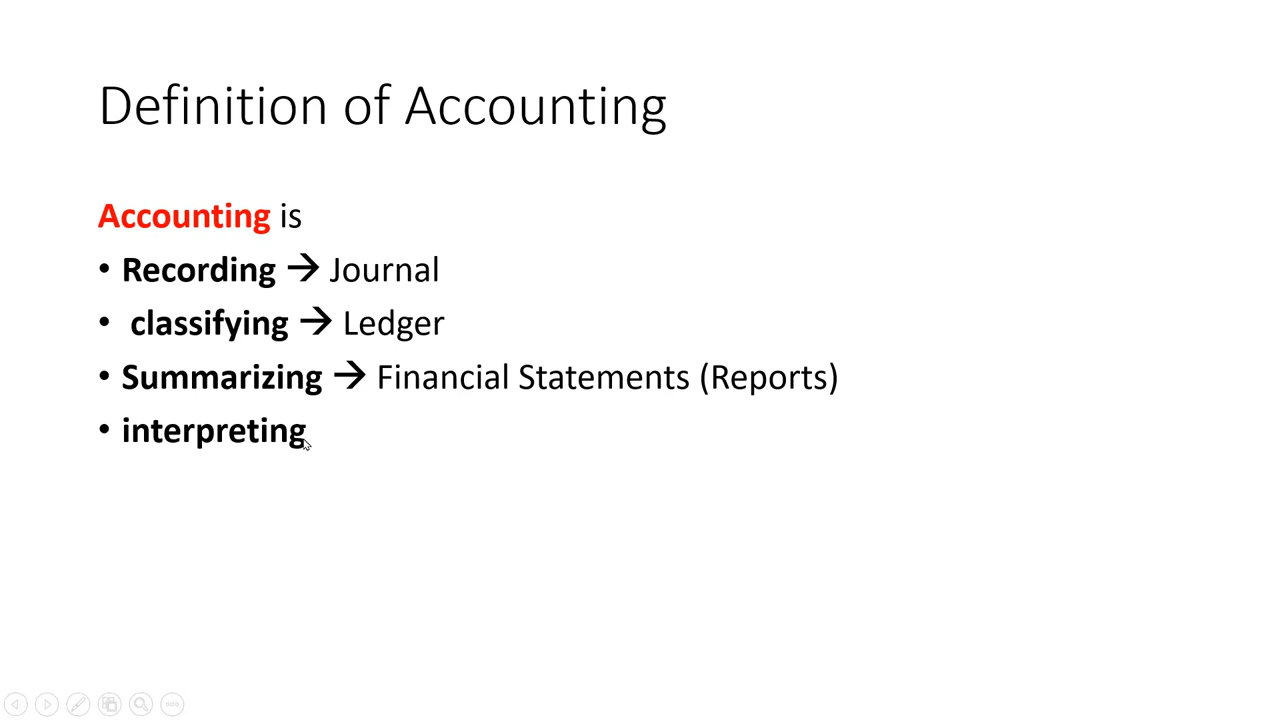 Definition of Accounting
Accounting is
• Recording → Journal
• classifying → Ledger
• Summarizing → Financial Statements (Reports)
• interpreting